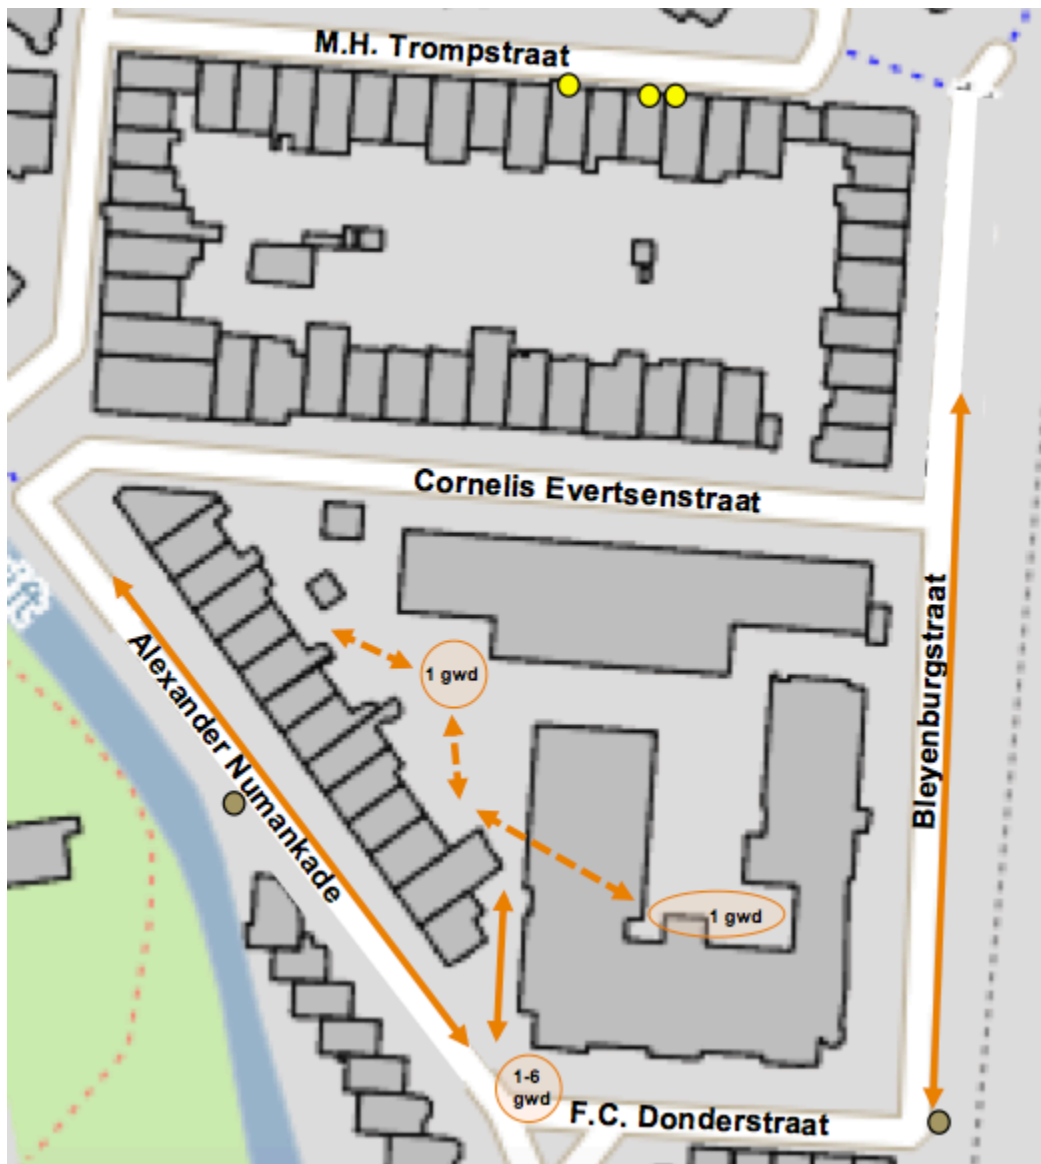 M.H. Trompstraat
Cornelis Evertsenstraat
Bleyenburgstraat
1 gwd
Alexander Numankade
1 gwd
1-6
gwd
F.C. Donderstraat